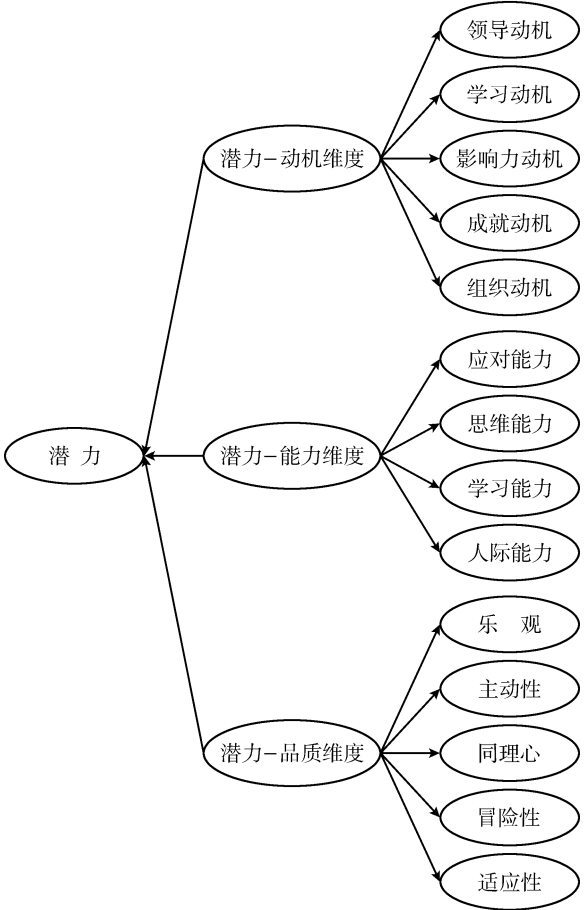 领导动机
学习动机
潜力－动机维度
影响力动机
成就动机
组织动机
应对能力
思维能力
潜 力
潜力－能力维度
学习能力
人际能力
乐 观
主动性
潜力－品质维度
同理心
冒险性
适应性